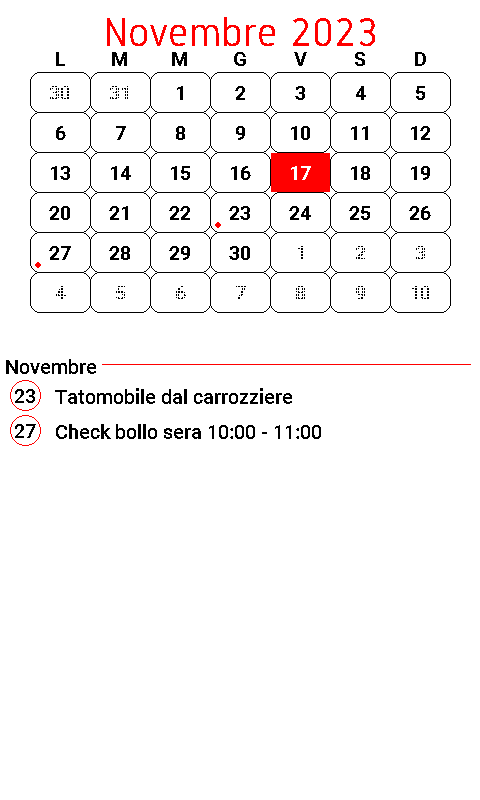 Novembre 2023
L M M G V S D
30 31 1 2 3 4 5
6 7 8 9 10 11 12
13 14 15 16 17 18 19
20 21 22 23 24 25 26
27 28 29 30 1 2 3
4 5 6 7 8 9 10
Novembre
23 Tatomobile dal carrozziere
27 Check bollo sera 10:00 - 11:00